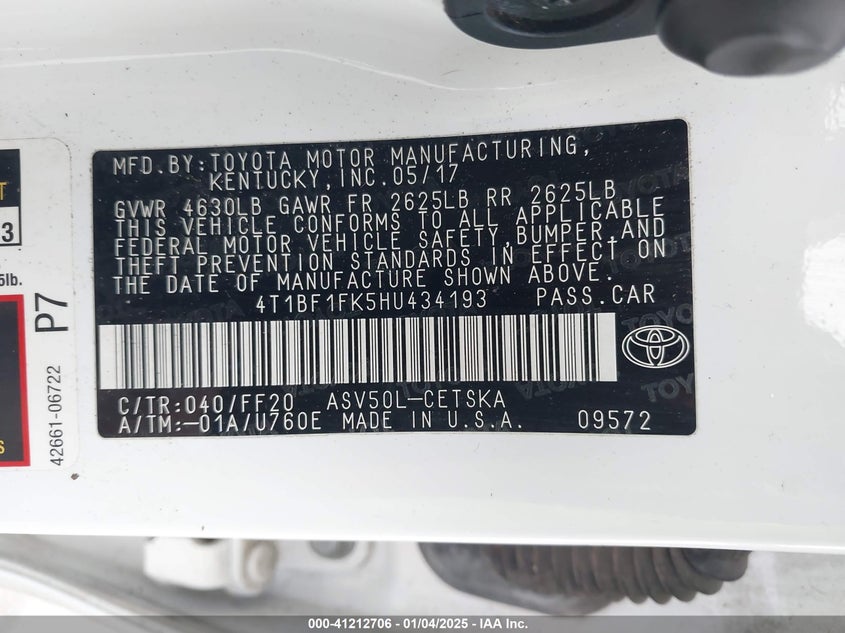 MFD. BY: TOYOTA MOTOR MANUFACTURING,
KENTUCKY, INC. 05/17
GVWR 4630LB GAWR FR 2625LB RR 2625LB
THIS VEHICLE CONFORMS TO ALL APPLICABLE
FEDERAL MOTOR VEHICLE SAFETY, BUMPER, AND
THEFT PREVENTION STANDARDS IN EFFECT ON
THE DATE OF MANUFACTURE SHOWN ABOVE.
4T1BF1FK5HU434193 PASS. CAR
C/TR: 040/FF20 ASV50L-CETSKA
A/TM: -01A/U760E MADE IN U.S.A. 09572
T
3
5lb.
P7
42661-06722
S
000-41212706 - 01/04/2025 - IAA Inc.